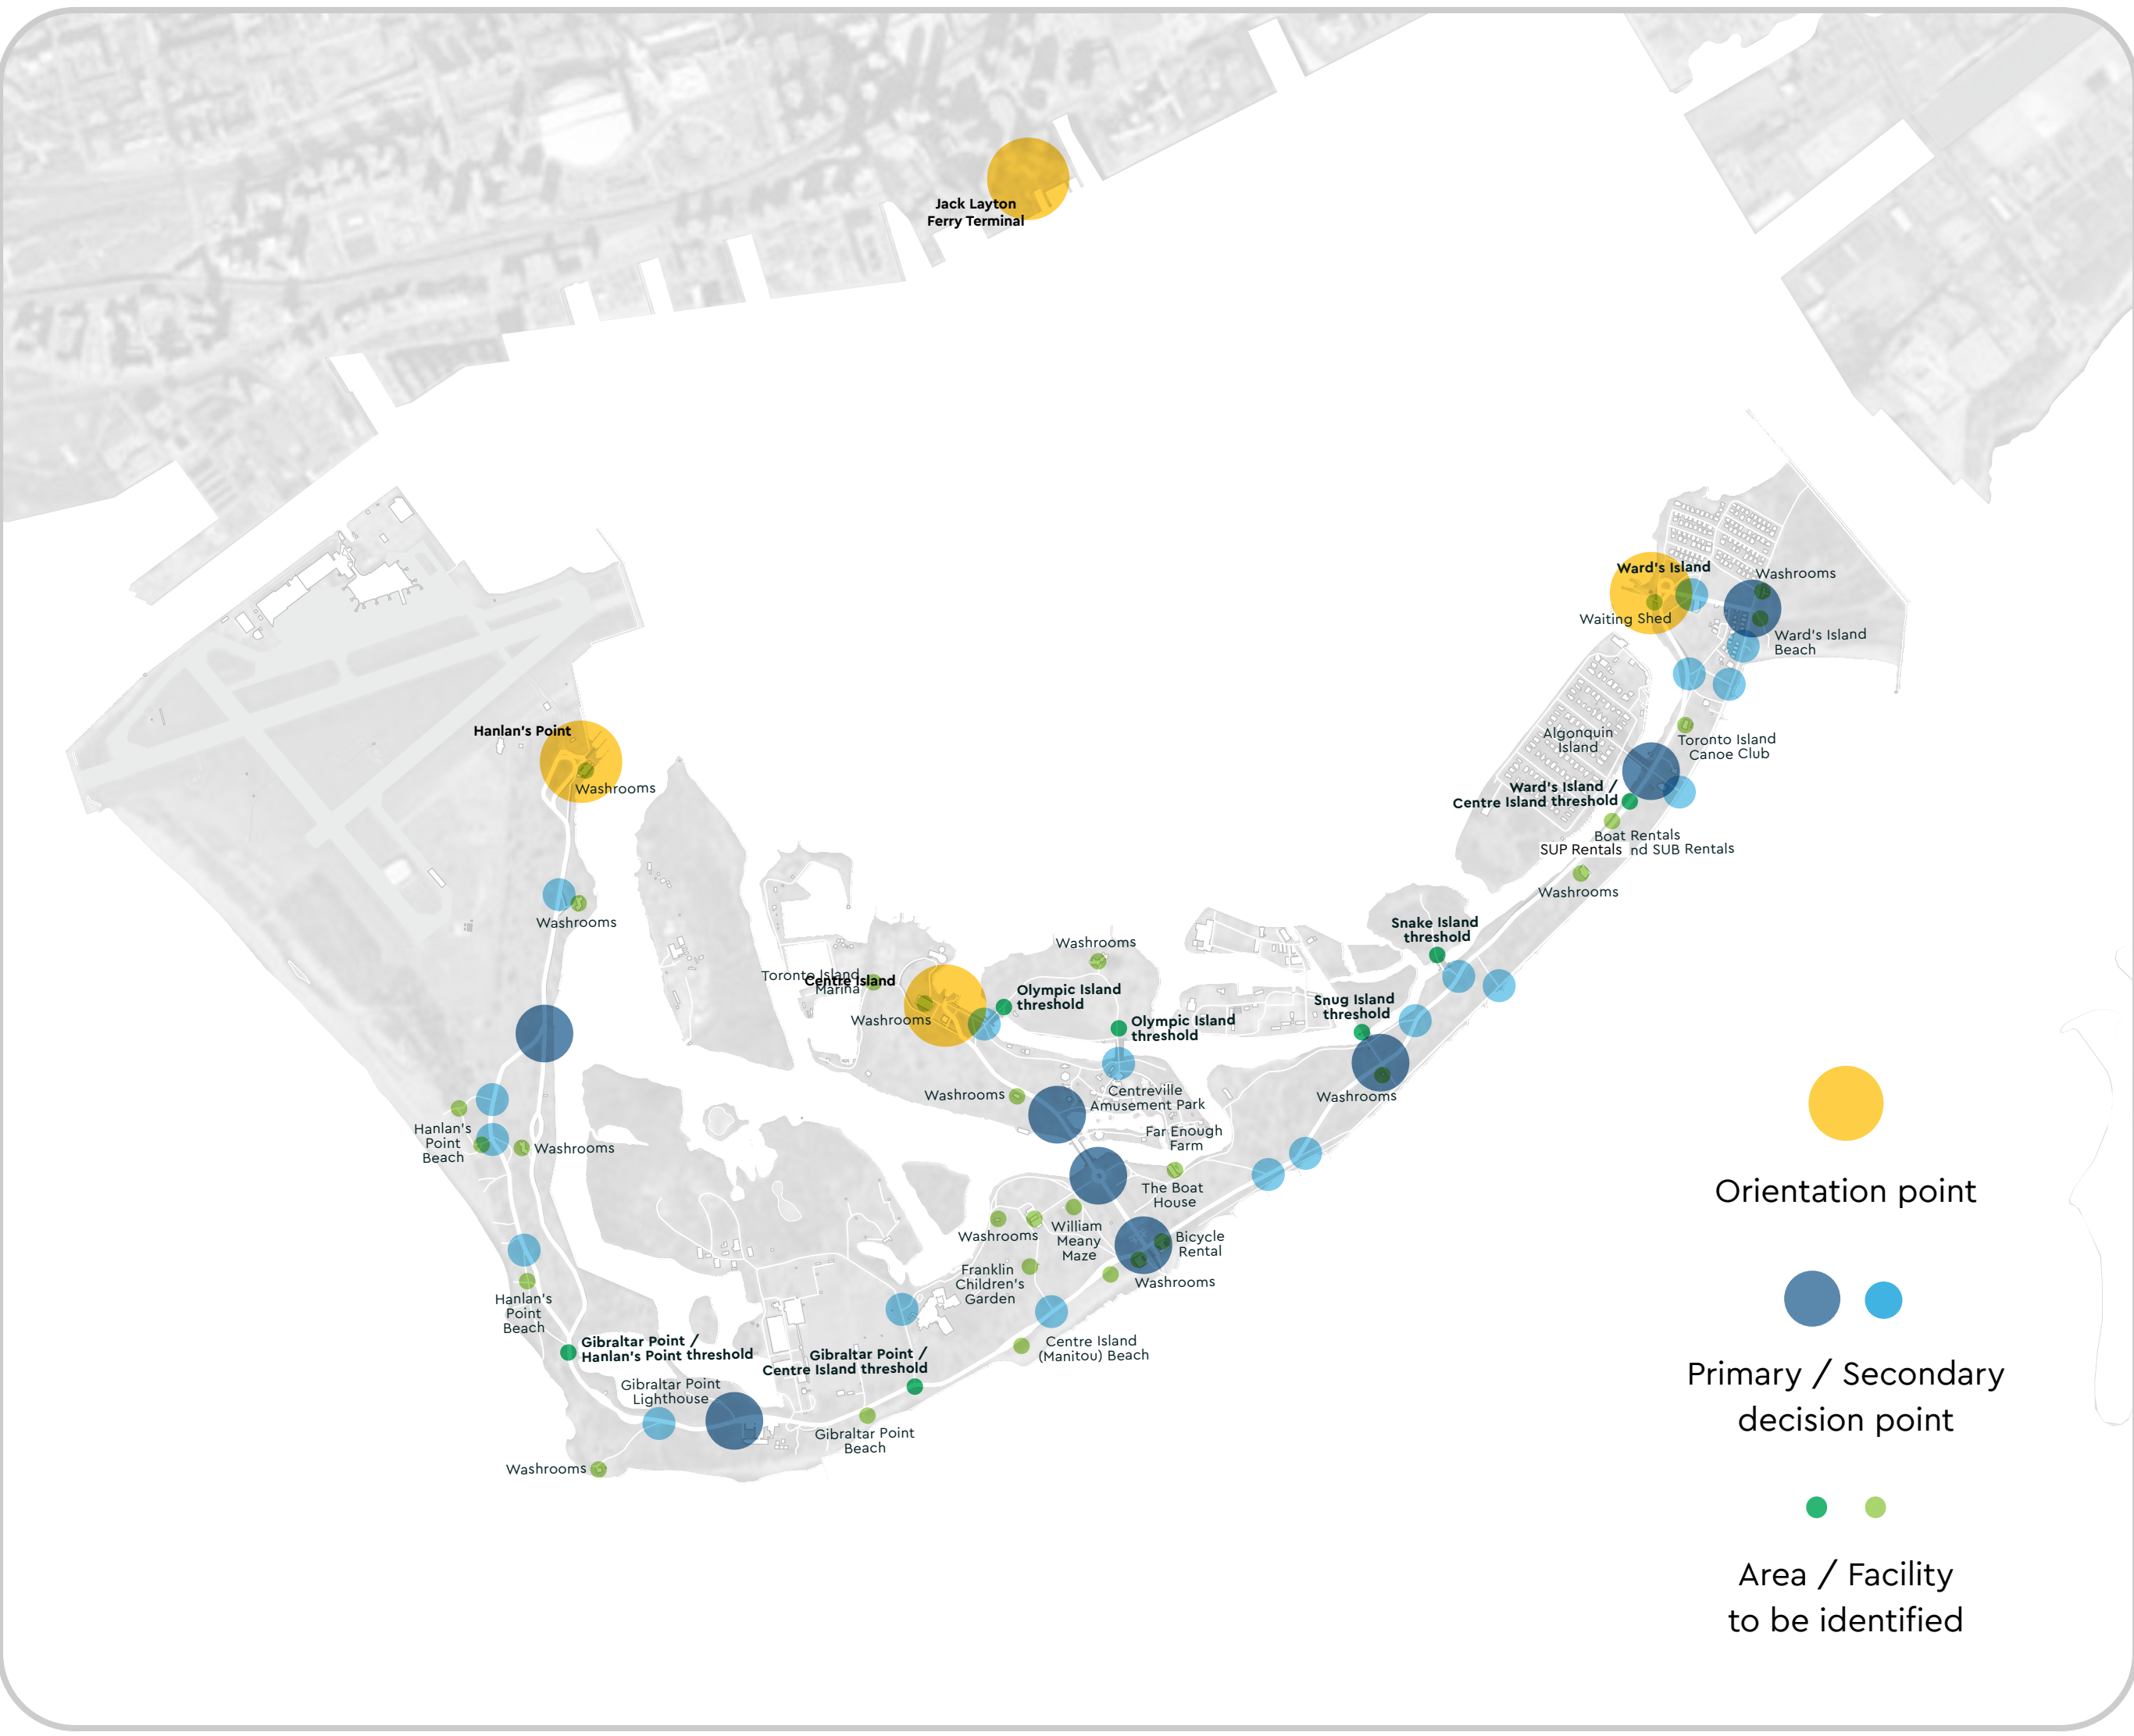 Jack Layton
Ferry Terminal
Ward's Island
Washrooms
Waiting Shed
Ward's Island
Beach
Hanlan's Point
Washrooms
Algonquin
Island
Toronto Island
Canoe Club
Ward's Island /
Centre Island threshold
Boat Rentals
SUP Rentals
nd SUB Rentals
Washrooms
Washrooms
Snake Island
threshold
Washrooms
Toronto Island
Marina
Centre Island
Washrooms
Olympic Island
threshold
Olympic Island
threshold
Snug Island
threshold
Washrooms
Centreville
Amusement Park
Washrooms
Far Enough
Farm
Hanlan's
Point
Beach
Washrooms
The Boat
House
Washrooms
William
Meany
Maze
Bicycle
Rental
Washrooms
Franklin
Children's
Garden
Hanlan's
Point
Beach
Gibraltar Point /
Hanlan's Point threshold
Gibraltar Point /
Centre Island threshold
Centre Island
(Manitou) Beach
Gibraltar Point
Lighthouse
Gibraltar Point
Beach
Washrooms
Orientation point
Primary / Secondary
decision point
Area / Facility
to be identified